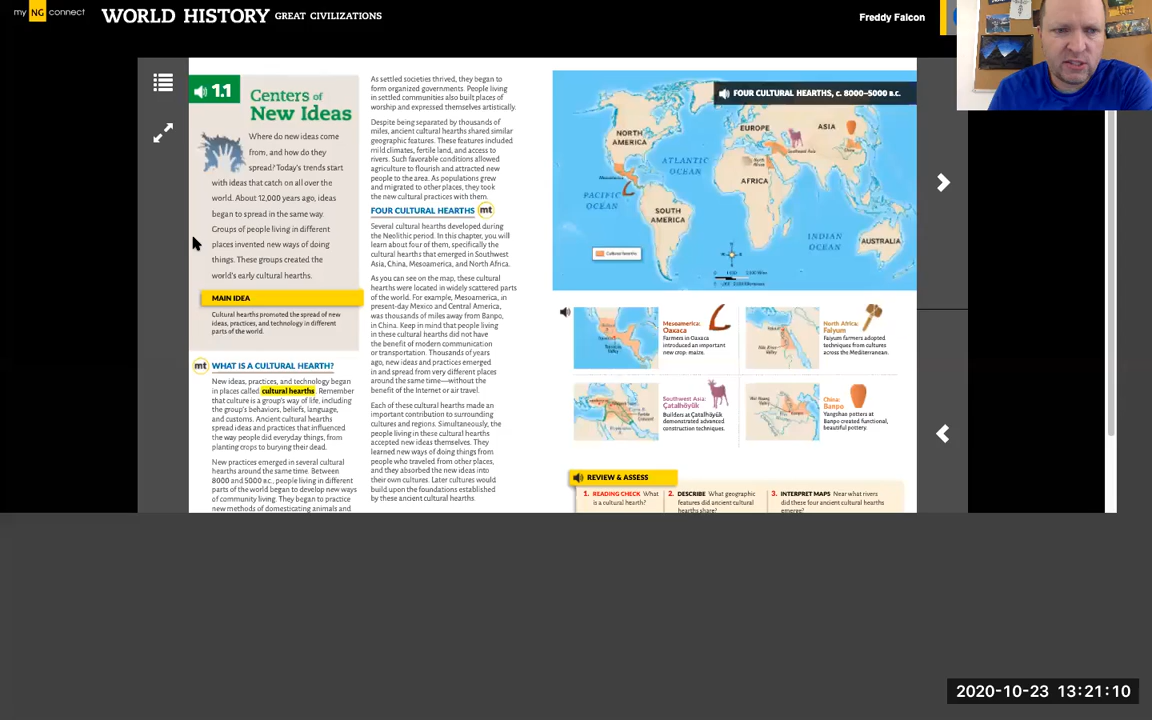 my NG connect
WORLD HISTORY GREAT CIVILIZATIONS
Freddy Falcon
1.1
Centers of
New Ideas
Where do new ideas come
from, and how do they
spread? Today's trends start
with ideas that catch on all over the
world. About 12,000 years ago, ideas
began to spread in the same way.
Groups of people living in different
places invented new ways of doing
things. These groups created the
world's early cultural hearths.
MAIN IDEA
Cultural hearths promoted the spread of new
ideas, practices, and technology in different
parts of the world.
mt WHAT IS A CULTURAL HEARTH?
New ideas, practices, and technology began
in places called cultural hearths. Remember
that culture is a group's way of life, including
the group's behaviors, beliefs, language,
and customs. Ancient cultural hearths
spread ideas and practices that influenced
the way people did everyday things, from
planting crops to burying their dead.
New practices emerged in several cultural
hearths around the same time. Between
8000 and 5000 B.C., people living in different
parts of the world began to develop new ways
of community living. They began to practice
new methods of domesticating animals and
As settled societies thrived, they began to
form organized governments. People living
in settled communities also built places of
worship and expressed themselves artistically.
Despite being separated by thousands of
miles, ancient cultural hearths shared similar
geographic features. These features included
mild climates, fertile land, and access to
rivers. Such favorable conditions allowed
agriculture to flourish and attracted new
people to the area. As populations grew
and migrated to other places, they took
the new cultural practices with them.
FOUR CULTURAL HEARTHS mt
Several cultural hearths developed during
the Neolithic period. In this chapter, you will
learn about four of them, specifically the
cultural hearths that emerged in Southwest
Asia, China, Mesoamerica, and North Africa.
As you can see on the map, these cultural
hearths were located in widely scattered parts
of the world. For example, Mesoamerica, in
present-day Mexico and Central America,
was thousands of miles away from Banpo,
in China. Keep in mind that people living
in these cultural hearths did not have
the benefit of modern communication
or transportation. Thousands of years
ago, new ideas and practices emerged
in and spread from very different places
around the same time—without the
benefit of the Internet or air travel.
Each of these cultural hearths made an
important contribution to surrounding
cultures and regions. Simultaneously, the
people living in these cultural hearths
accepted new ideas themselves. They
learned new ways of doing things from
people who traveled from other places,
and they absorbed the new ideas into
their own cultures. Later cultures would
build upon the foundations established
by these ancient cultural hearths.
FOUR CULTURAL HEARTHS, c. 8000–5000 B.C.
NORTH
AMERICA
EUROPE
ASIA
ATLANTIC
OCEAN
Mesoamerica
Southwest Asia
North
Africa
China
AFRICA
PACIFIC
OCEAN
SOUTH
AMERICA
INDIAN
OCEAN
AUSTRALIA
Cultural hearths
Mesoamerica:
Oaxaca
Farmers in Oaxaca
introduced an important
new crop: maize.
North Africa:
Faiyum
Faiyum farmers adopted
techniques from cultures
across the Mediterranean.
Southwest Asia:
Çatalhöyük
Builders at Çatalhöyük
demonstrated advanced
construction techniques.
China:
Banpo
Yangshao potters at
Banpo created functional,
beautiful pottery.
REVIEW & ASSESS
1. READING CHECK What
is a cultural hearth?
2. DESCRIBE What geographic
features did ancient cultural
hearths share?
3. INTERPRET MAPS Near what rivers
did these four ancient cultural hearths
emerge?
2020-10-23 13:21:10